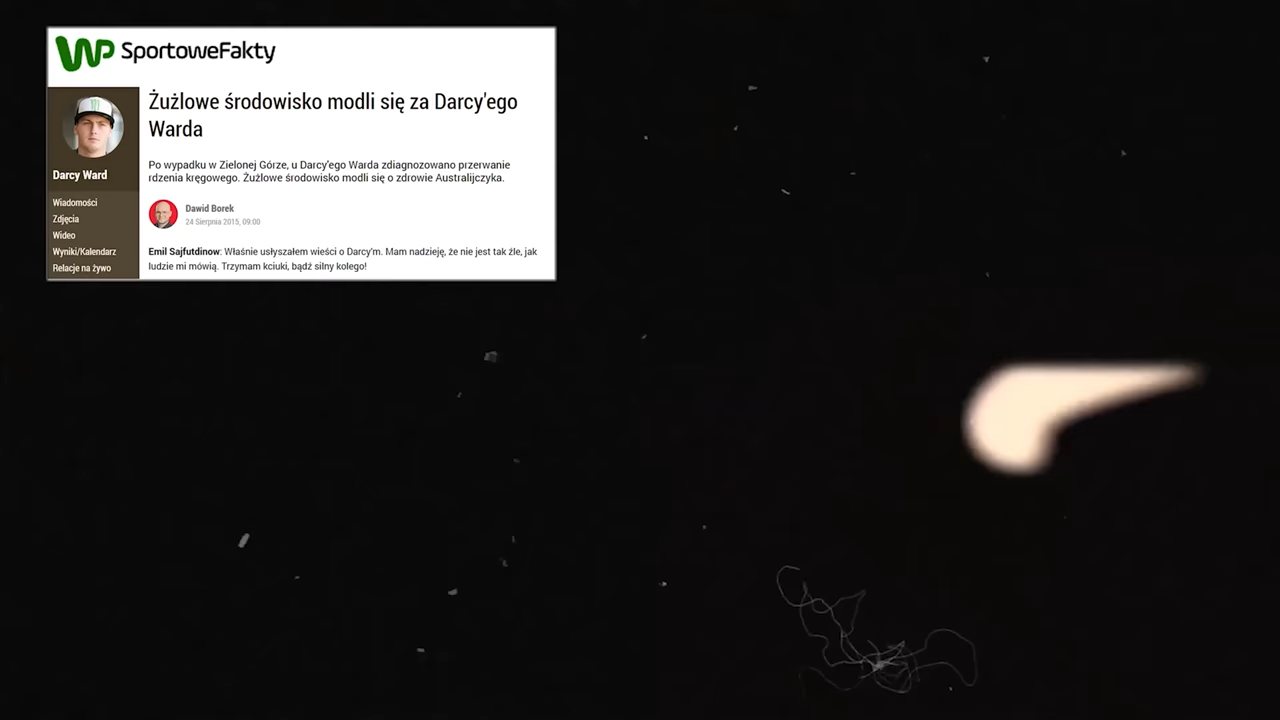 WP SportoweFakty
Żużlowe środowisko modli się za Darcy'ego
Warda
Po wypadku w Zielonej Górze, u Darcy'ego Warda zdiagnozowano przerwanie
rdzenia kręgowego. Żużlowe środowisko modli się o zdrowie Australijczyka.
Darcy Ward
Wiadomości
Zdjęcia
Wideo
Wyniki/Kalendarz
Relacje na żywo
Dawid Borek
24 Sierpnia 2015, 09:00
Emil Sajfutdinow: Właśnie usłyszałem wieści o Darcy'm. Mam nadzieję, że nie jest tak źle, jak
ludzie mi mówią. Trzymam kciuki, bądź silny kolego!